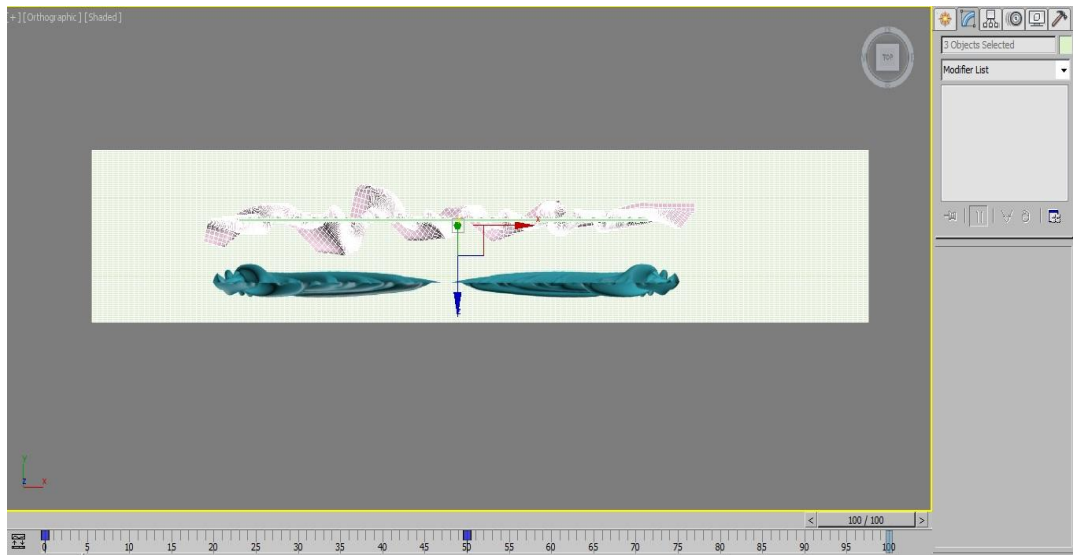 [+][Orthographic][Shaded]
3 Objects Selected
Modifier List
TOP
x
z
y
z x
< 100 / 100 >
0 5 10 15 20 25 30 35 40 45 50 55 60 65 70 75 80 85 90 95 100